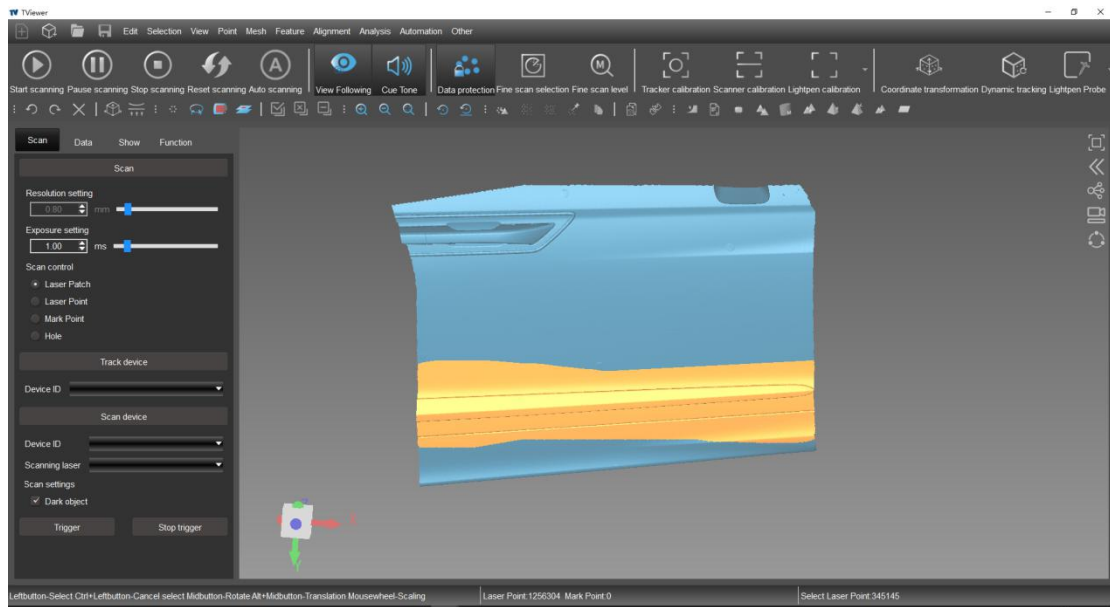 TViewer
Edit Selection View Point Mesh Feature Alignment Analysis Automation Other
Start scanning Pause scanning Stop scanning Reset scanning Auto scanning View Following Cue Tone Data protection Fine scan selection Fine scan level Tracker calibration Scanner calibration Lightpen calibration Coordinate transformation Dynamic tracking Lightpen Probe
Scan Data Show Function
Scan
Resolution setting
0.80 mm
Exposure setting
1.00 ms
Scan control
Laser Patch
Laser Point
Mark Point
Hole
Track device
Device ID
Scan device
Device ID
Scanning laser
Scan settings
Dark object
Trigger Stop trigger
Leftbutton-Select Ctrl+Leftbutton-Cancel select Midbutton-Rotate Alt+Midbutton-Translation Mousewheel-Scaling Laser Point:1256304 Mark Point:0 Select Laser Point:345145